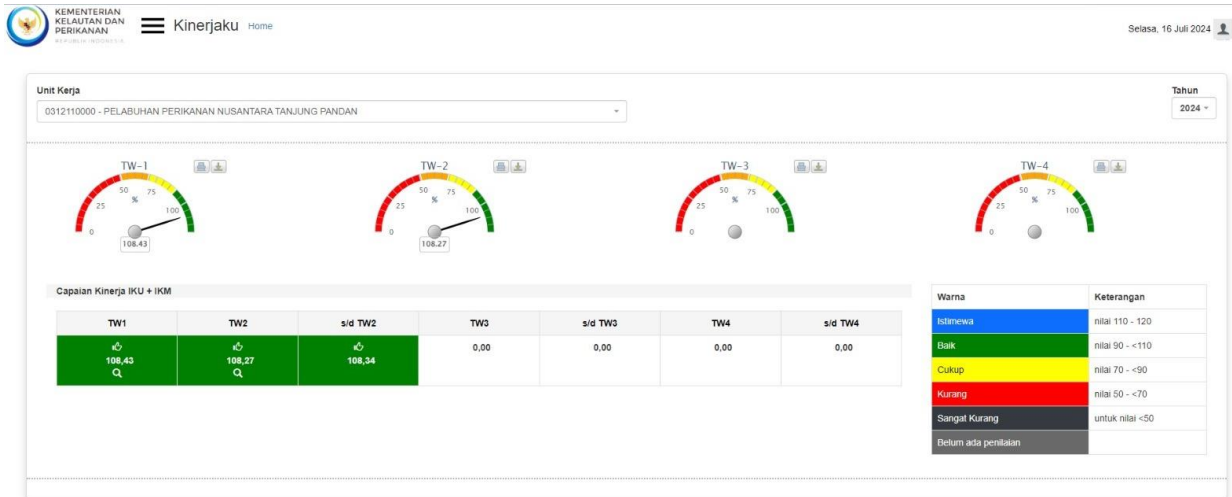 KEMENTERIAN
KELAUTAN DAN
PERIKANAN
REPUBLIK INDONESIA
Kinerjaku Home
Selasa, 16 Juli 2024
Unit Kerja
Tahun
0312110000 - PELABUHAN PERIKANAN NUSANTARA TANJUNG PANDAN
2024
TW-1
0
25
50
75
100
%
108.43
TW-2
0
25
50
75
100
%
108.27
TW-3
0
25
50
75
100
%
TW-4
0
25
50
75
100
%
Capaian Kinerja IKU + IKM
TW1 TW2 s/d TW2 TW3 s/d TW3 TW4 s/d TW4
108,43 108,27 108,34 0,00 0,00 0,00 0,00
Warna Keterangan
Istimewa nilai 110 - 120
Baik nilai 90 - <110
Cukup nilai 70 - <90
Kurang nilai 50 - <70
Sangat Kurang untuk nilai <50
Belum ada penilaian